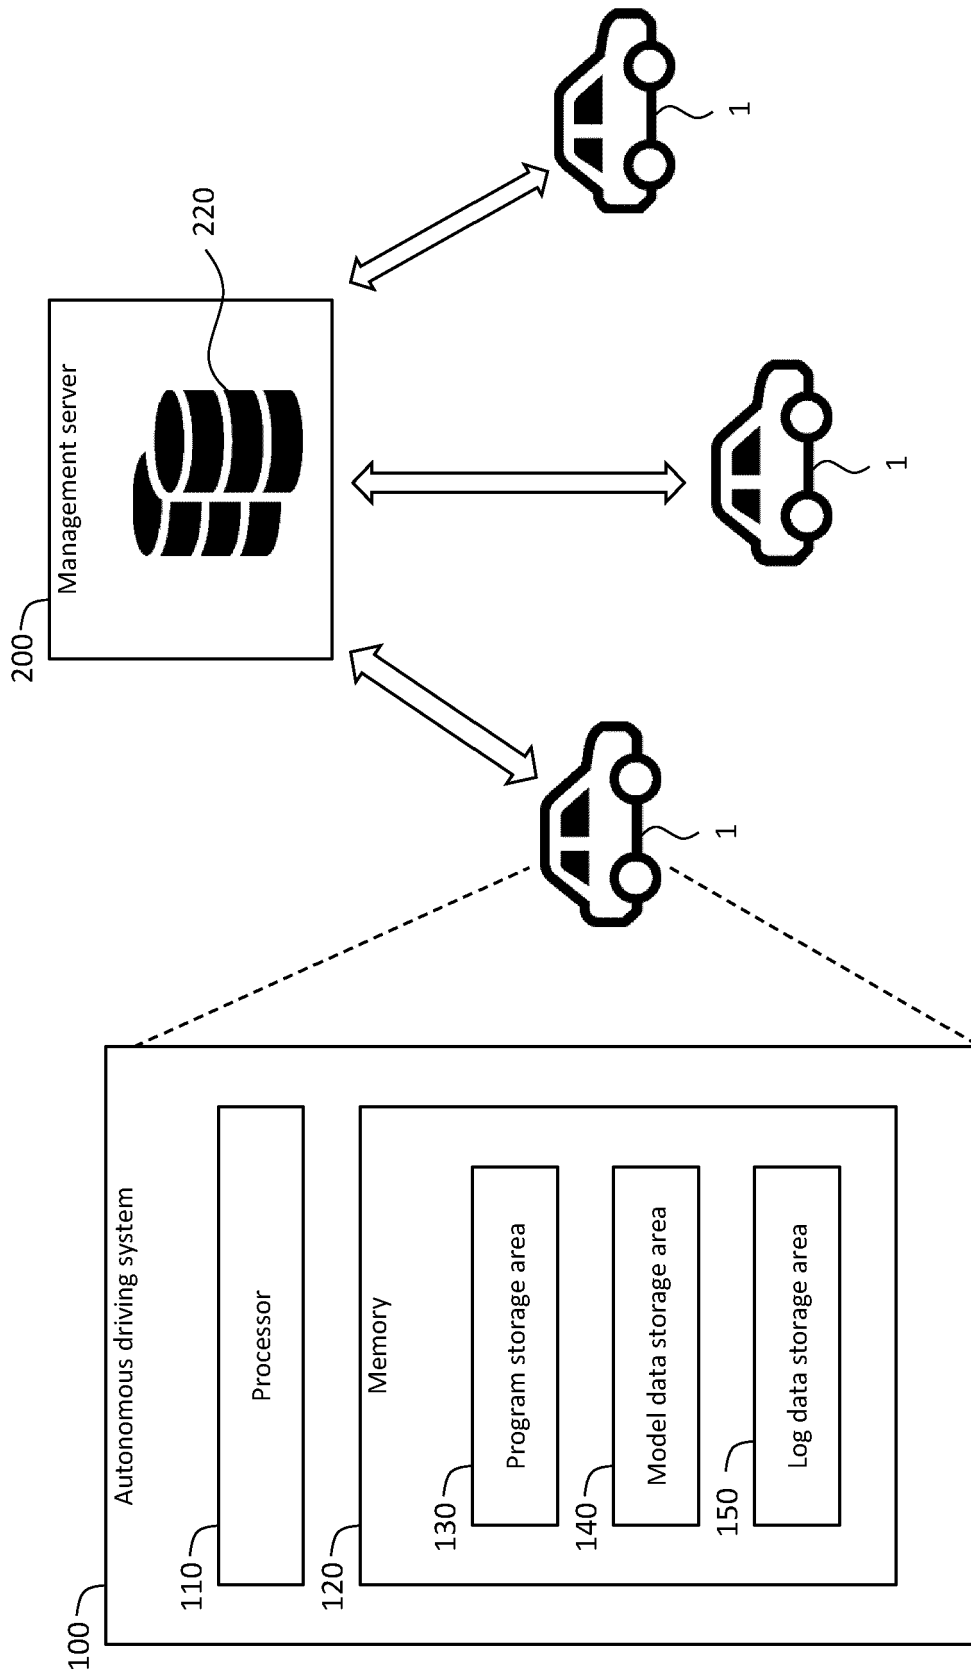 100
Autonomous driving system
110
Processor
120
Memory
130
Program storage area
140
Model data storage area
150
Log data storage area
200
Management server
220
1
1
1